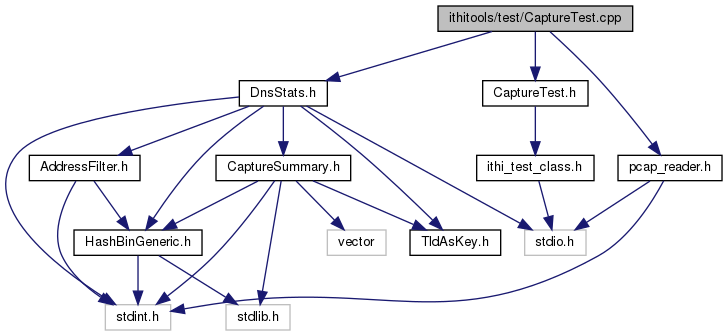 ithitools/test/CaptureTest.cpp
DnsStats.h
CaptureTest.h
AddressFilter.h
CaptureSummary.h
ithi_test_class.h
pcap_reader.h
HashBinGeneric.h
vector
TldAsKey.h
stdio.h
stdint.h
stdlib.h